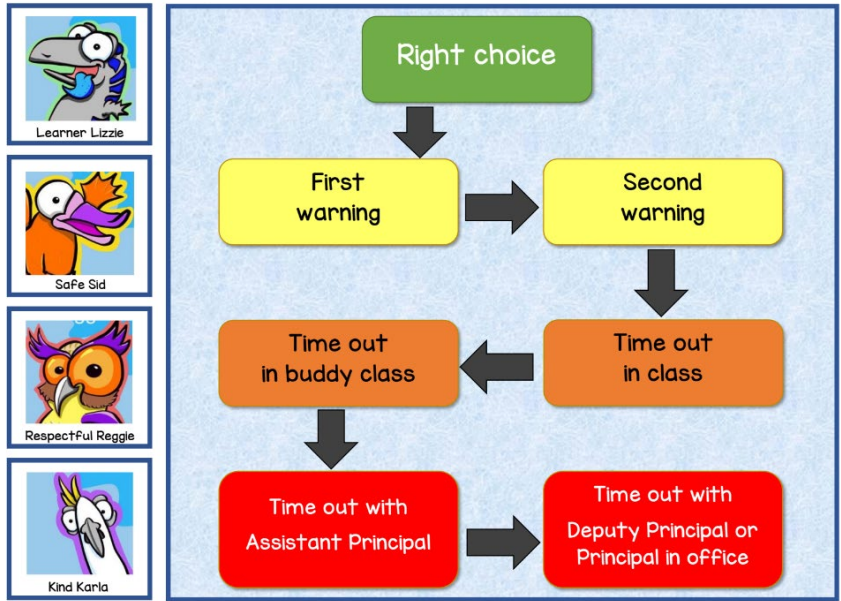 Learner Lizzie
Safe Sid
Respectful Reggie
Kind Karla
Right choice
First
warning
Second
warning
Time out
in buddy class
Time out
in class
Time out with
Assistant Principal
Time out with
Deputy Principal or
Principal in office